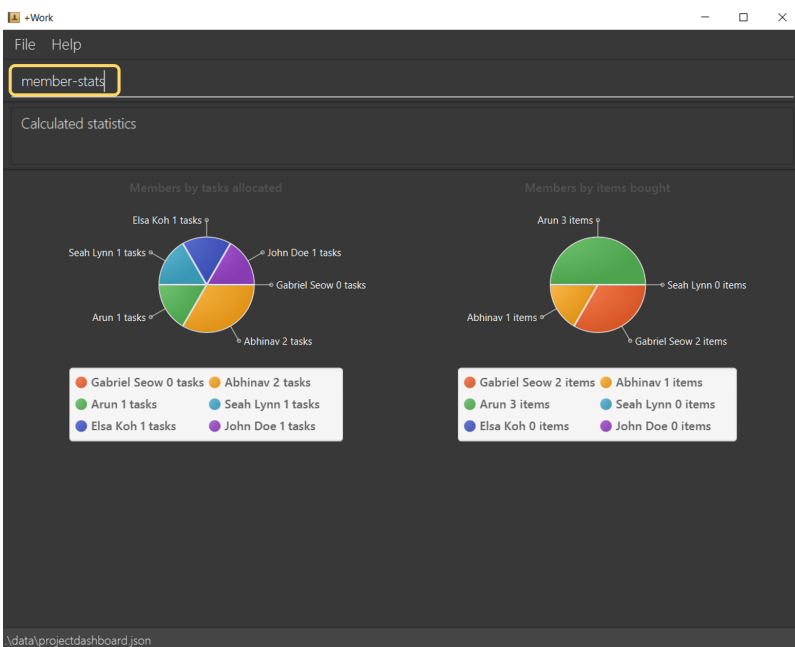 +Work
File Help
member-stats
Calculated statistics
Members by tasks allocated
Elsa Koh 1 tasks
Seah Lynn 1 tasks
John Doe 1 tasks
Gabriel Seow 0 tasks
Arun 1 tasks
Abhinav 2 tasks
Gabriel Seow 0 tasks Abhinav 2 tasks
Arun 1 tasks Seah Lynn 1 tasks
Elsa Koh 1 tasks John Doe 1 tasks
Members by items bought
Arun 3 items
Seah Lynn 0 items
Abhinav 1 items
Gabriel Seow 2 items
Gabriel Seow 2 items Abhinav 1 items
Arun 3 items Seah Lynn 0 items
Elsa Koh 0 items John Doe 0 items
.\data\projectdashboard.json